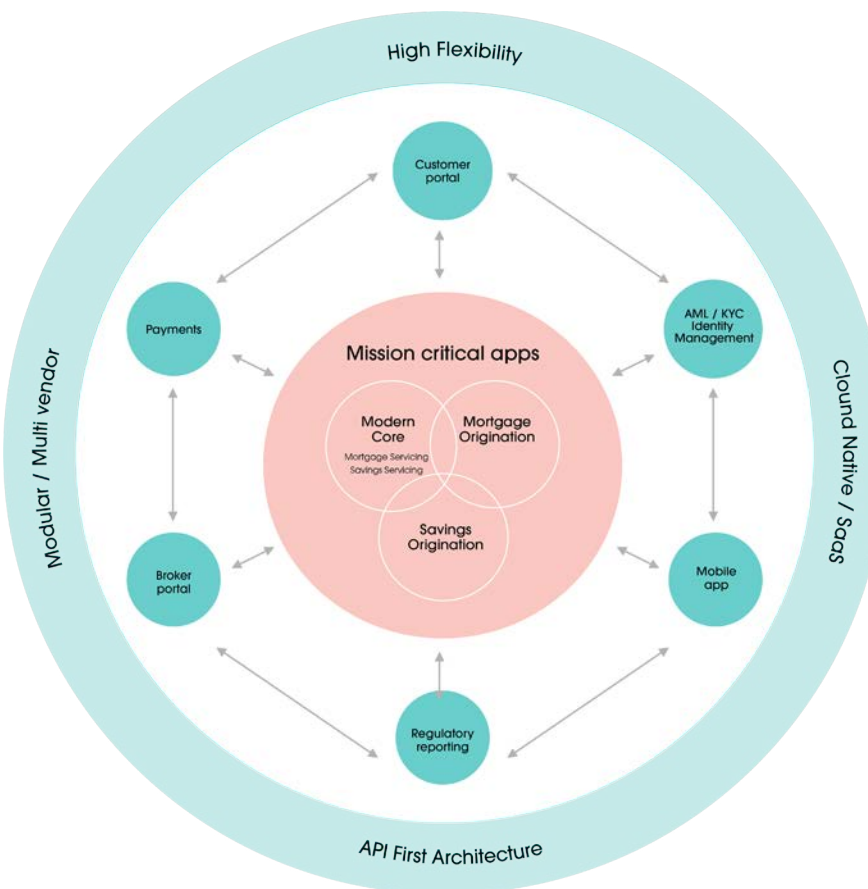 High Flexibility
Customer
portal
Payments
AML / KYC
Identity
Management
Mission critical apps
Modern
Core
Mortgage Servicing
Savings Servicing
Mortgage
Origination
Savings
Origination
Modular / Multi vendor
Clound Native / SaaS
Broker
portal
Mobile
app
Regulatory
reporting
API First Architecture